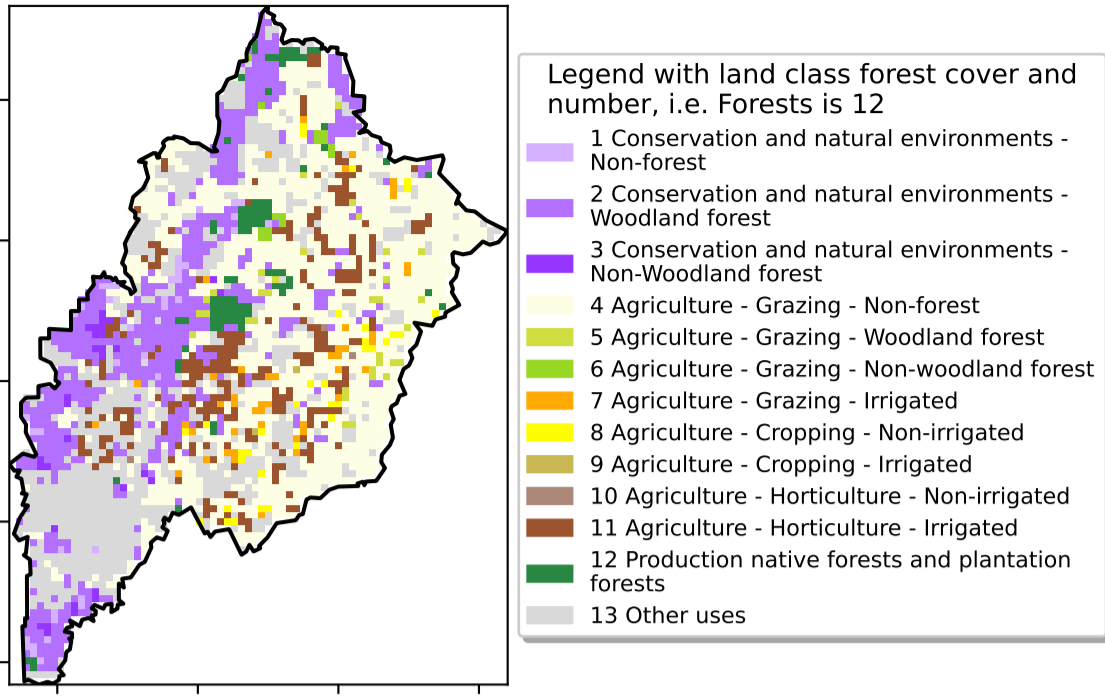 Legend with land class forest cover and
number, i.e. Forests is 12
1 Conservation and natural environments -
Non-forest
2 Conservation and natural environments -
Woodland forest
3 Conservation and natural environments -
Non-Woodland forest
4 Agriculture - Grazing - Non-forest
5 Agriculture - Grazing - Woodland forest
6 Agriculture - Grazing - Non-woodland forest
7 Agriculture - Grazing - Irrigated
8 Agriculture - Cropping - Non-irrigated
9 Agriculture - Cropping - Irrigated
10 Agriculture - Horticulture - Non-irrigated
11 Agriculture - Horticulture - Irrigated
12 Production native forests and plantation
forests
13 Other uses